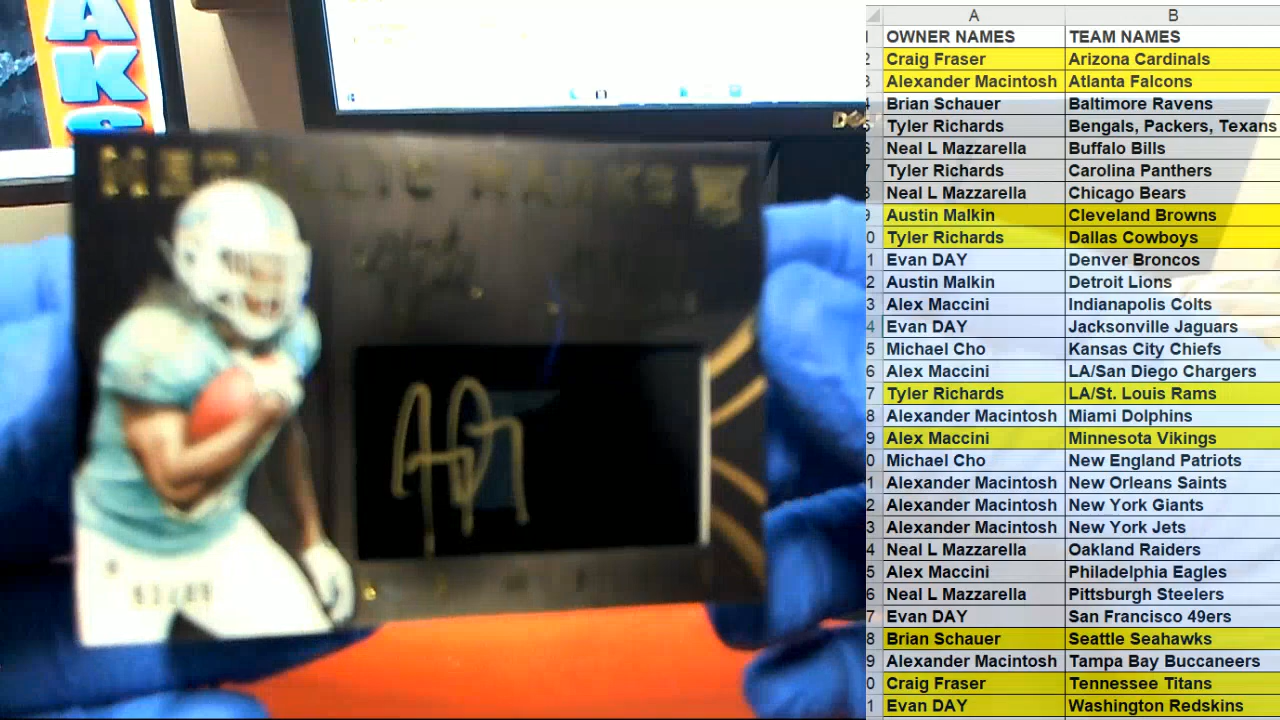 AKS
METALLIC MARKS
DELL
A B
OWNER NAMES TEAM NAMES
Craig Fraser Arizona Cardinals
Alexander Macintosh Atlanta Falcons
Brian Schauer Baltimore Ravens
Tyler Richards Bengals, Packers, Texans
Neal L Mazzarella Buffalo Bills
Tyler Richards Carolina Panthers
Neal L Mazzarella Chicago Bears
Austin Malkin Cleveland Browns
Tyler Richards Dallas Cowboys
Evan DAY Denver Broncos
Austin Malkin Detroit Lions
Alex Maccini Indianapolis Colts
Evan DAY Jacksonville Jaguars
Michael Cho Kansas City Chiefs
Alex Maccini LA/San Diego Chargers
Tyler Richards LA/St. Louis Rams
Alexander Macintosh Miami Dolphins
Alex Maccini Minnesota Vikings
Michael Cho New England Patriots
Alexander Macintosh New Orleans Saints
Alexander Macintosh New York Giants
Alexander Macintosh New York Jets
Neal L Mazzarella Oakland Raiders
Alex Maccini Philadelphia Eagles
Neal L Mazzarella Pittsburgh Steelers
Evan DAY San Francisco 49ers
Brian Schauer Seattle Seahawks
Alexander Macintosh Tampa Bay Buccaneers
Craig Fraser Tennessee Titans
Evan DAY Washington Redskins